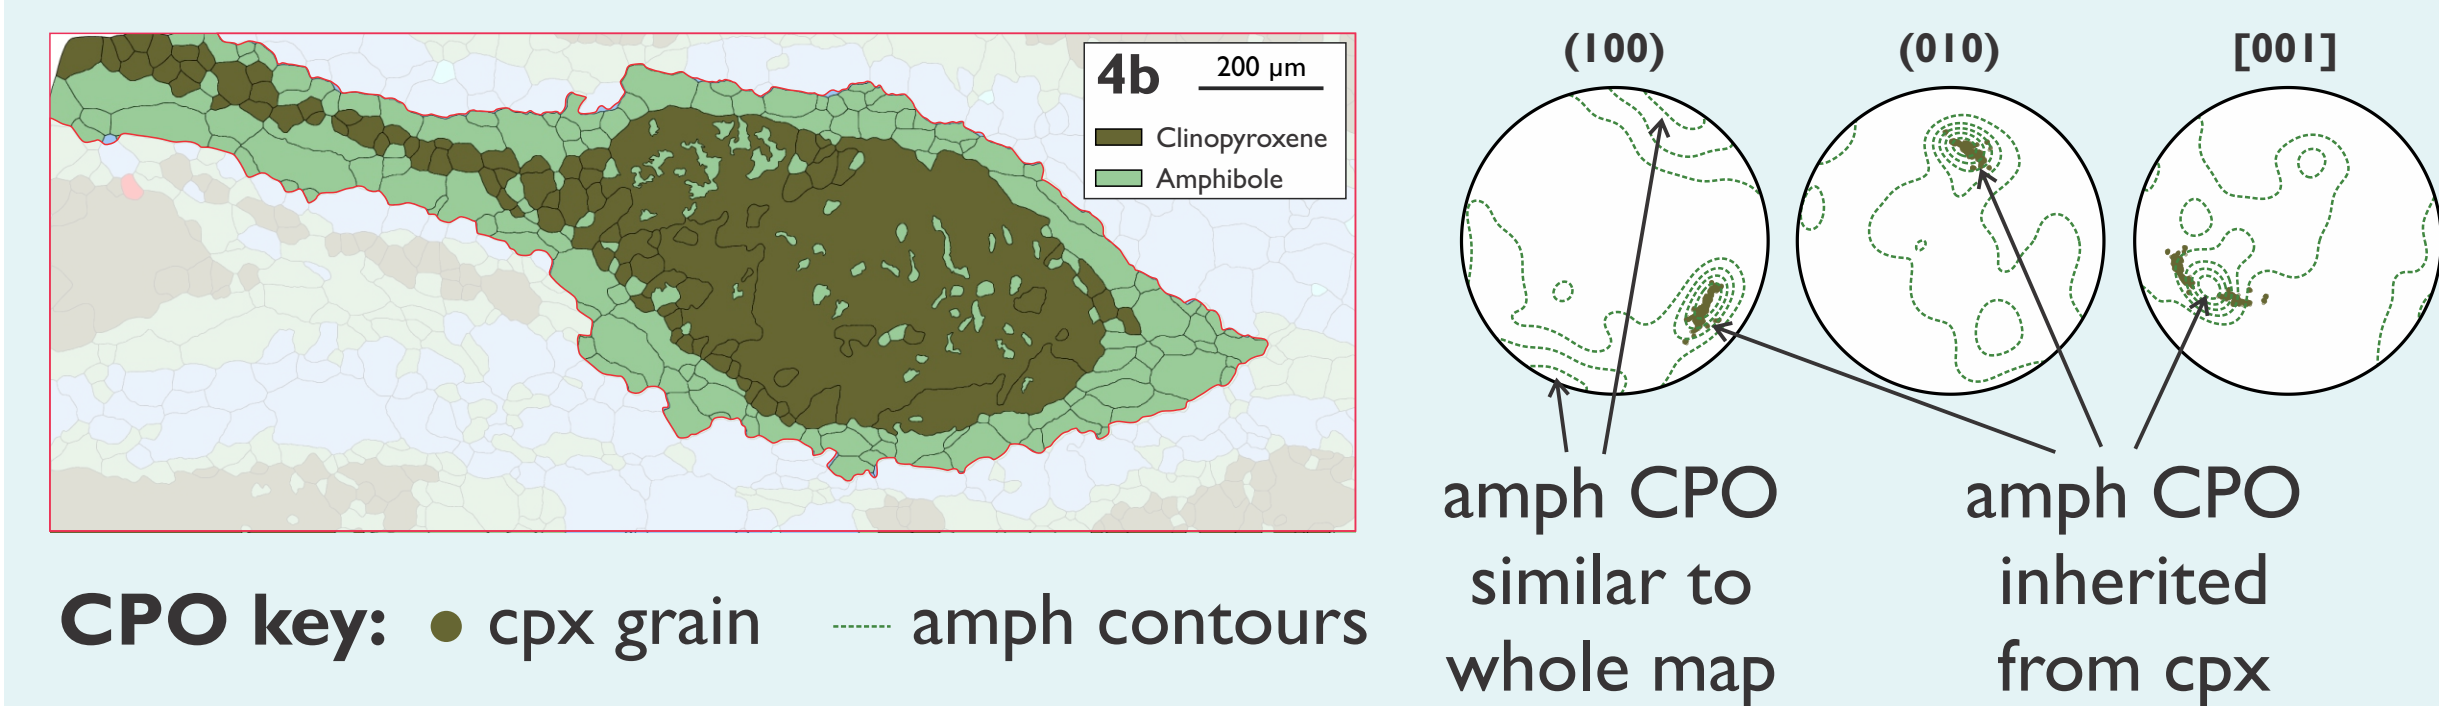 4b
200 µm
Clinopyroxene
Amphibole
(100)
(010)
[001]
amph CPO
similar to
whole map
amph CPO
inherited
from cpx
CPO key:
cpx grain
amph contours